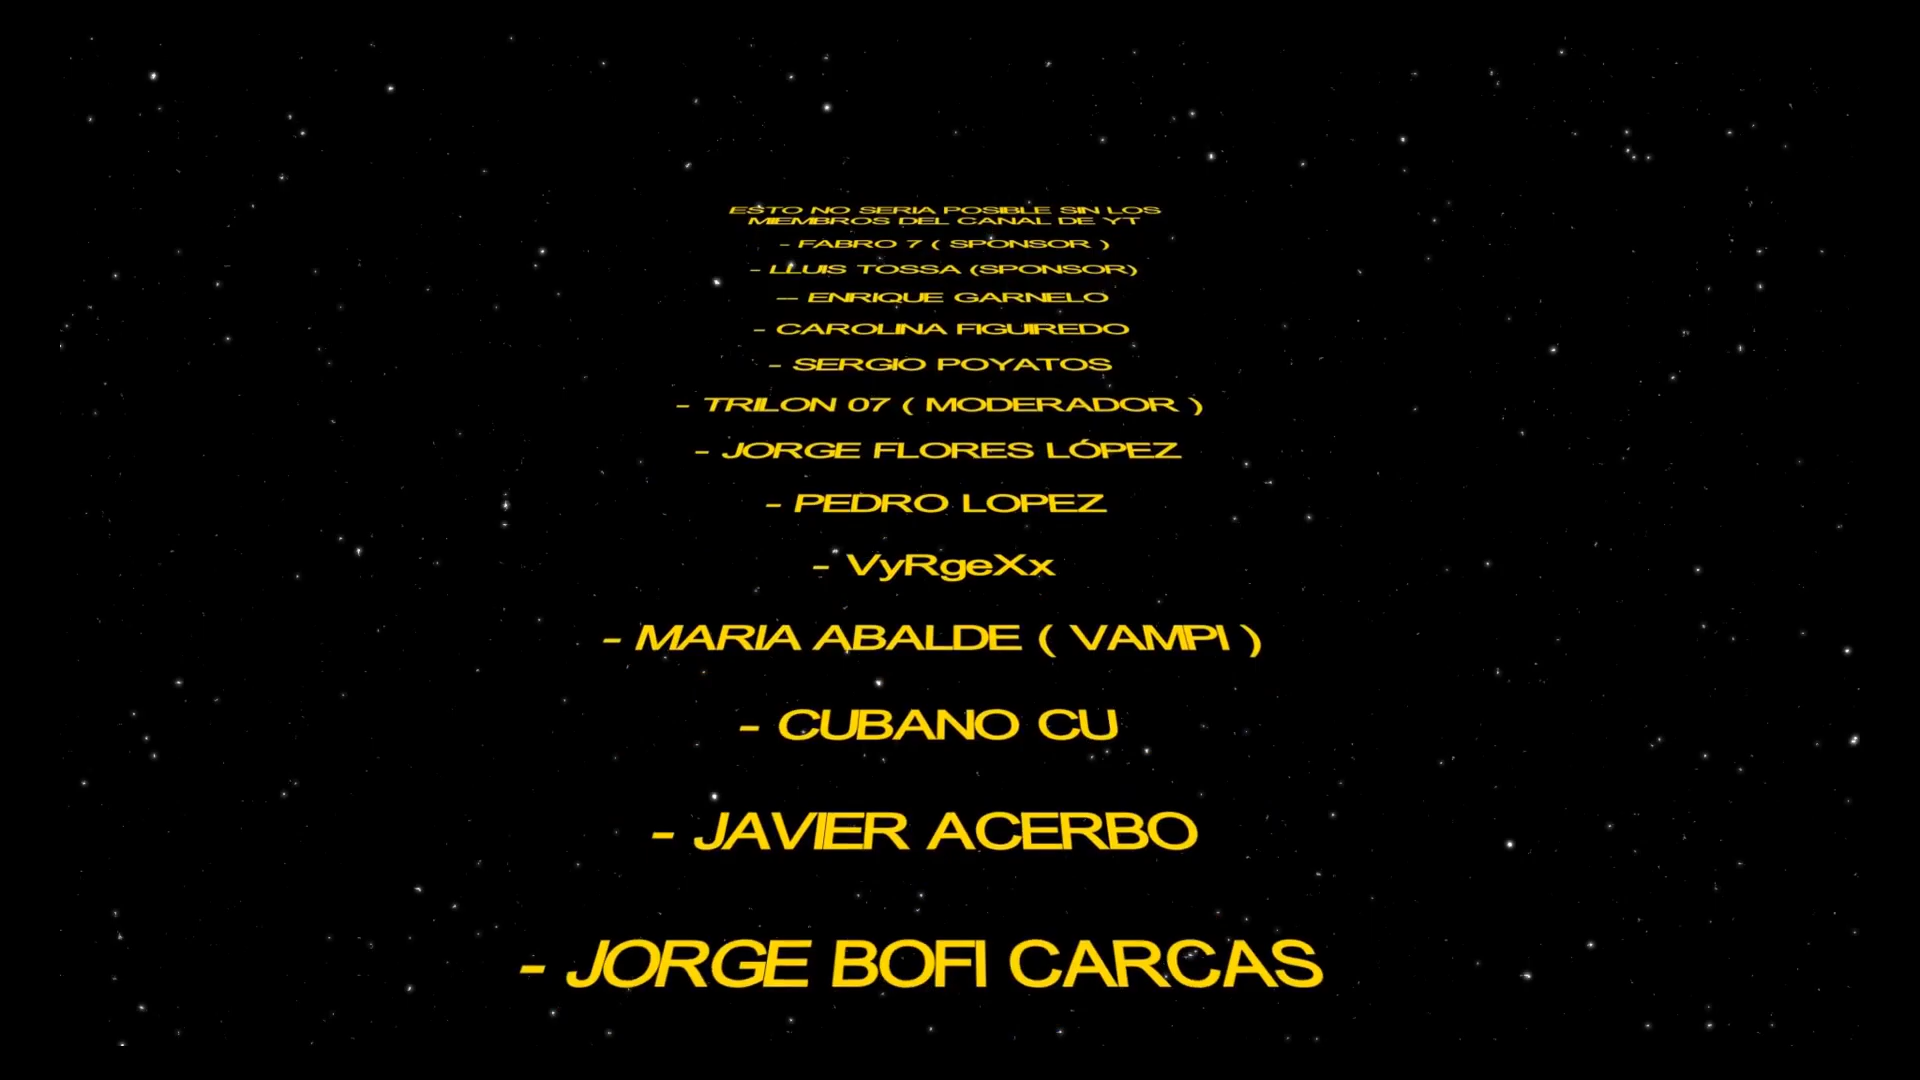 ESTO NO SERIA POSIBLE SIN LOS
MIEMBROS DEL CANAL DE YT
- FABRO 7 ( SPONSOR )
- LLUIS TOSSA (SPONSOR)
-- ENRIQUE GARNELO
- CAROLINA FIGUIREDO
- SERGIO POYATOS
- TRILON 07 ( MODERADOR )
- JORGE FLORES LÓPEZ
- PEDRO LOPEZ
- VyRgeXx
- MARIA ABALDE ( VAMPI )
- CUBANO CU
- JAVIER ACERBO
- JORGE BOFI CARCAS